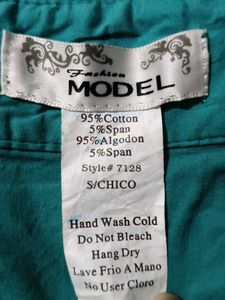 Fashion
MODEL
95%Cotton
5%Span
95%Algodon
5%Span
Style# 7128
S/CHICO
Hand Wash Cold
Do Not Bleach
Hang Dry
Lave Frio A Mano
No User Cloro